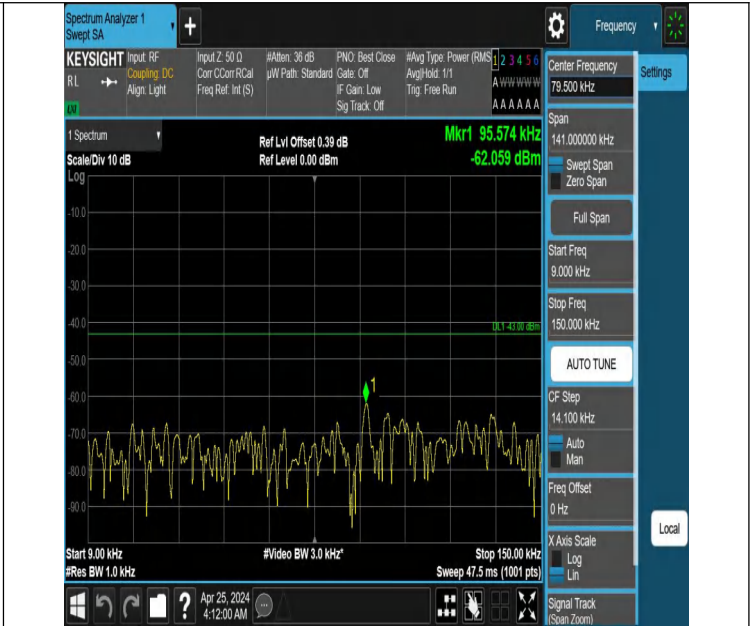 Spectrum Analyzer 1
Swept SA
+
Frequency
KEYSIGHT
RL
LXI
Input: RF
Coupling: DC
Align: Light
Input Z: 50 Ω
Corr CCorr RCal
Freq Ref: Int (S)
#Atten: 36 dB
µW Path: Standard
PNO: Best Close
Gate: Off
IF Gain: Low
Sig Track: Off
#Avg Type: Power (RMS
Avg|Hold: 1/1
Trig: Free Run
1 2 3 4 5 6
A W W W W W
A A A A A A
1 Spectrum
Scale/Div 10 dB
Ref Lvl Offset 0.39 dB
Ref Level 0.00 dBm
Mkr1 95.574 kHz
-62.059 dBm
Log
-10.0
-20.0
-30.0
-40.0
-50.0
-60.0
-70.0
-80.0
-90.0
DL1 -43.00 dBm
1
Start 9.00 kHz
#Res BW 1.0 kHz
#Video BW 3.0 kHz*
Stop 150.00 kHz
Sweep 47.5 ms (1001 pts)
Center Frequency
79.500 kHz
Settings
Span
141.000000 kHz
Swept Span
Zero Span
Full Span
Start Freq
9.000 kHz
Stop Freq
150.000 kHz
AUTO TUNE
CF Step
14.100 kHz
Auto
Man
Freq Offset
0 Hz
X Axis Scale
Log
Lin
Local
Signal Track
(Span Zoom)
?
Apr 25, 2024
4:12:00 AM